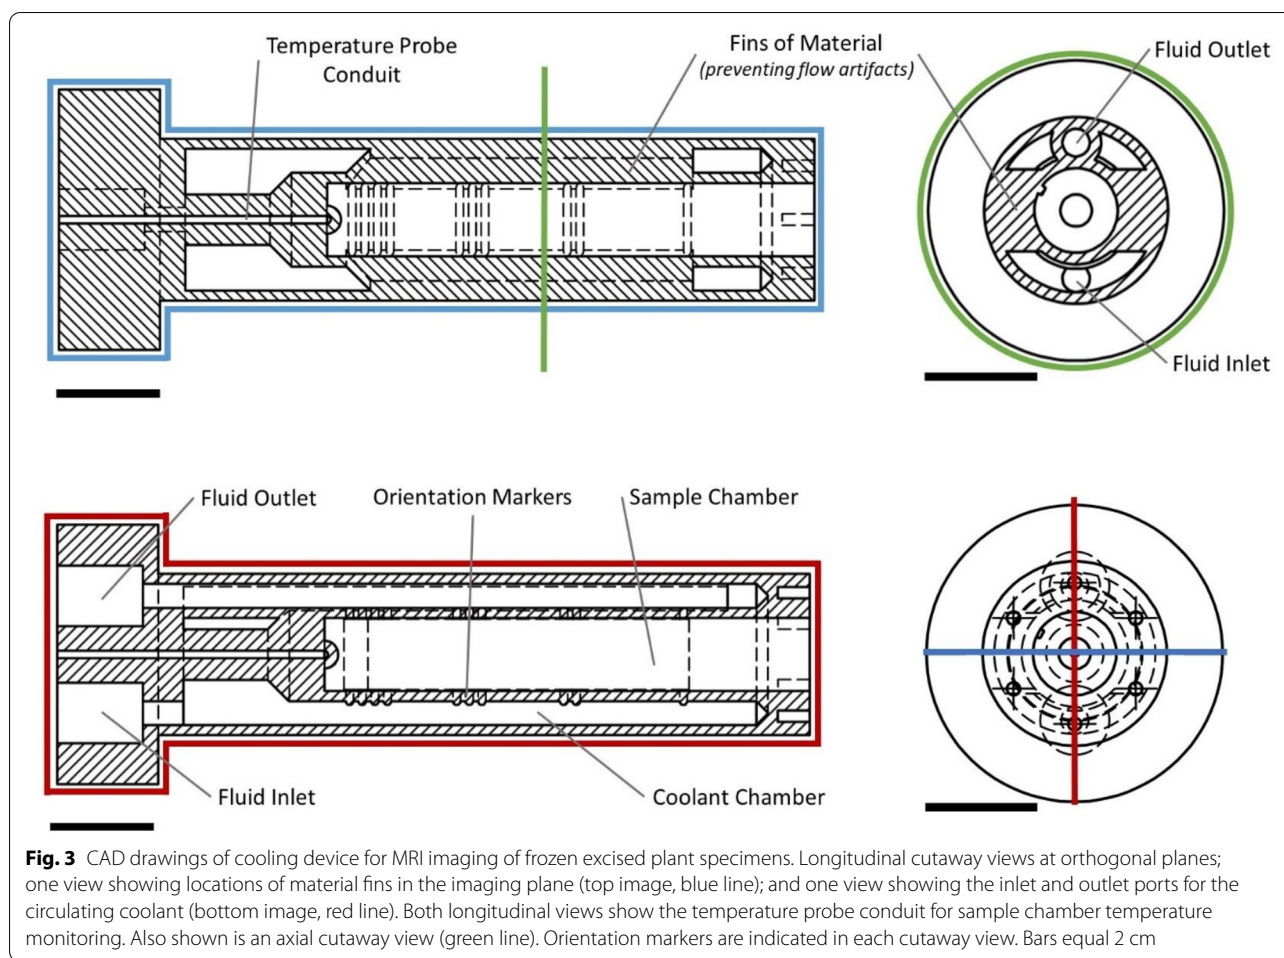 Temperature Probe
Conduit
Fins of Material
(preventing flow artifacts)
Fluid Outlet
Fluid Inlet
Fluid Outlet
Orientation Markers
Sample Chamber
Fluid Inlet
Coolant Chamber
Fig. 3 CAD drawings of cooling device for MRI imaging of frozen excised plant specimens. Longitudinal cutaway views at orthogonal planes;
one view showing locations of material fins in the imaging plane (top image, blue line); and one view showing the inlet and outlet ports for the
circulating coolant (bottom image, red line). Both longitudinal views show the temperature probe conduit for sample chamber temperature
monitoring. Also shown is an axial cutaway view (green line). Orientation markers are indicated in each cutaway view. Bars equal 2 cm